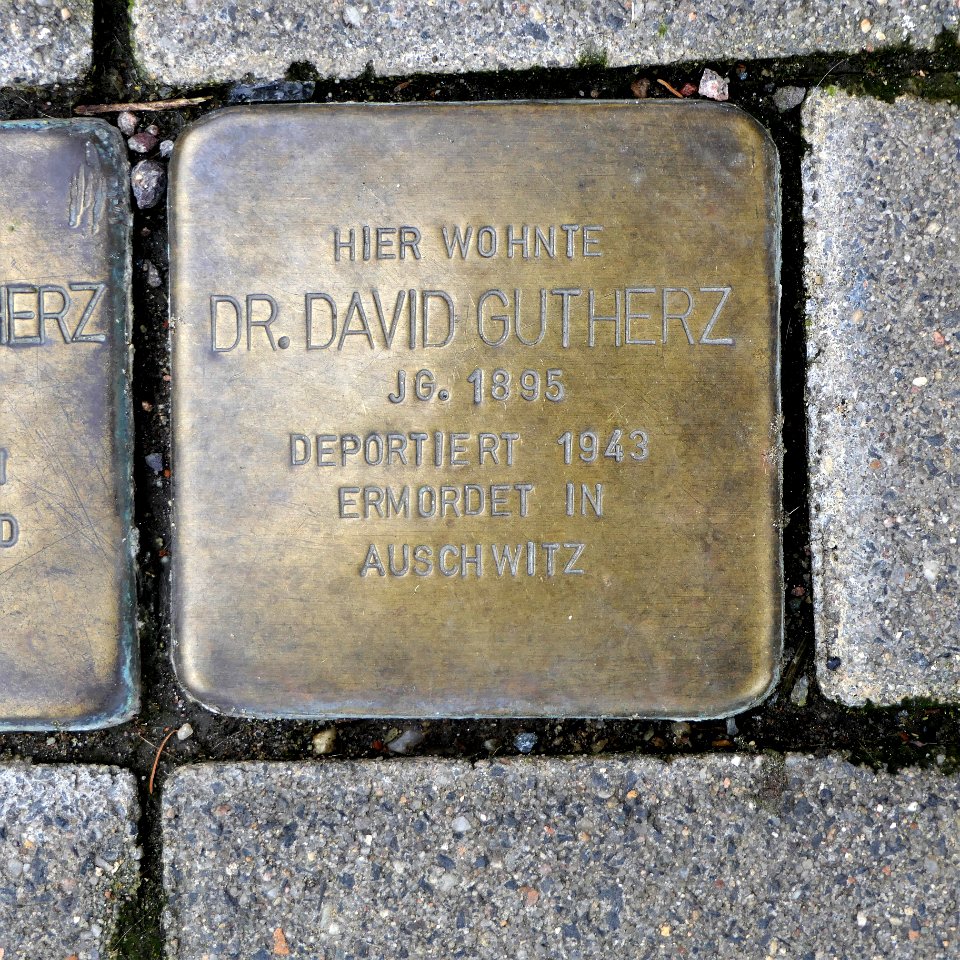 HIER WOHNTE
DR. DAVID GUTHERZ
JG. 1895
DEPORTIERT 1943
ERMORDET IN
AUSCHWITZ